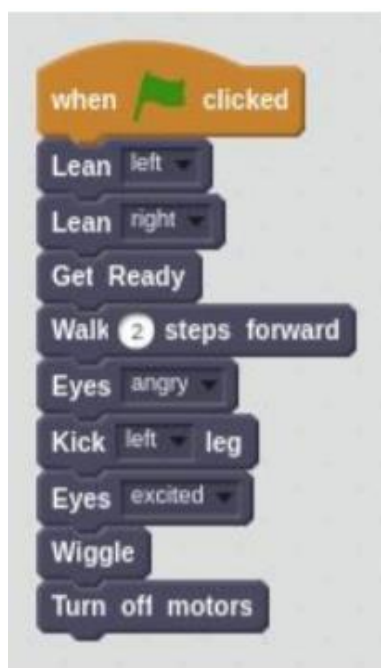 when clicked
Lean left
Lean right
Get Ready
Walk 2 steps forward
Eyes angry
Kick left leg
Eyes excited
Wiggle
Turn off motors